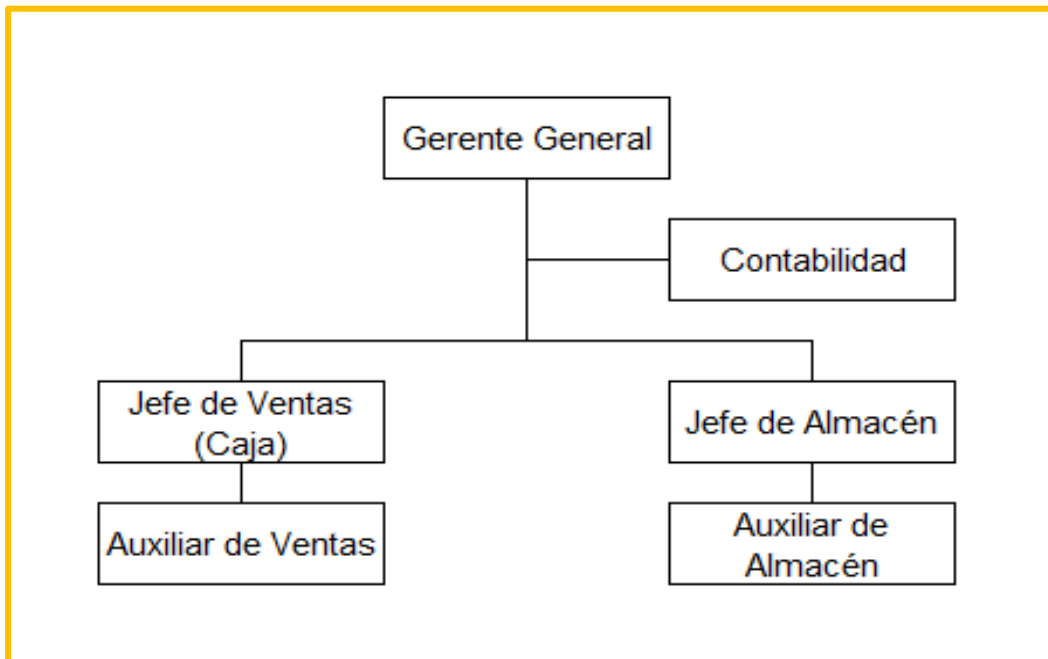 Gerente General
Contabilidad
Jefe de Ventas
(Caja)
Jefe de Almacén
Auxiliar de Ventas
Auxiliar de
Almacén